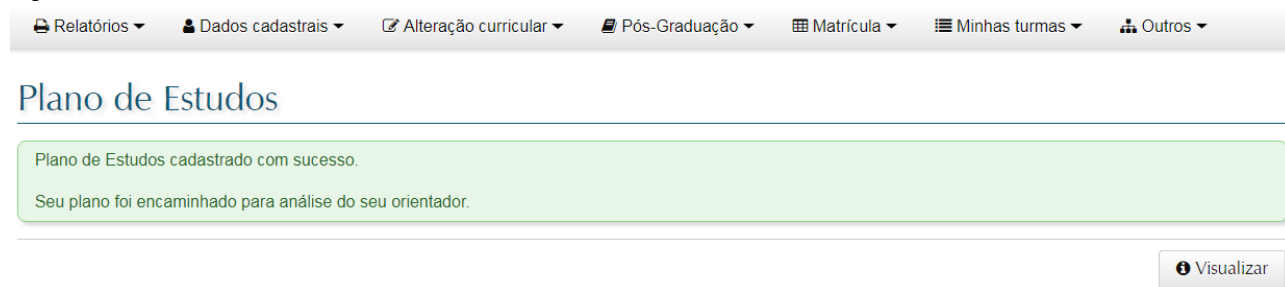 Relatórios Dados cadastrais Alteração curricular Pós-Graduação Matrícula Minhas turmas Outros
Plano de Estudos
Plano de Estudos cadastrado com sucesso.
Seu plano foi encaminhado para análise do seu orientador.
Visualizar